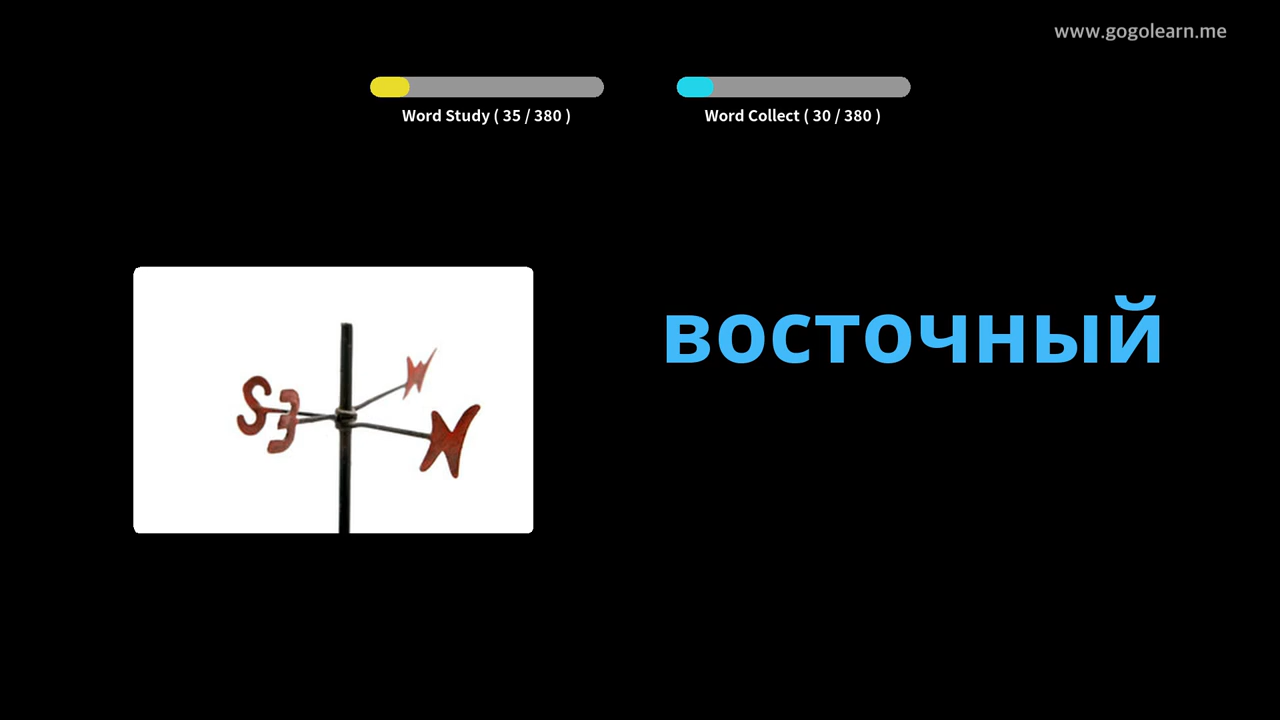 www.gogolearn.me
Word Study ( 35 / 380 )
Word Collect ( 30 / 380 )
восточный
S
E
N